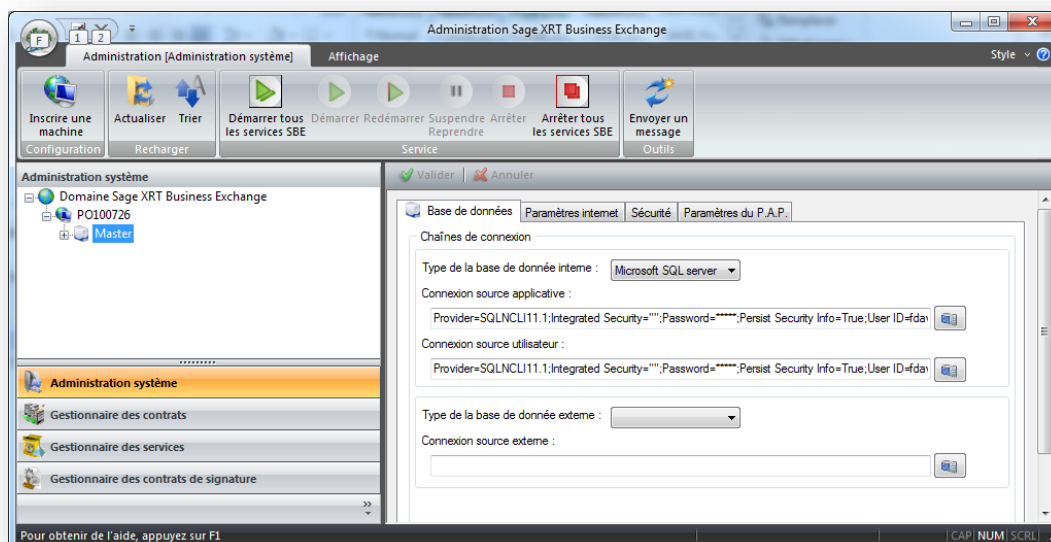 Administration Sage XRT Business Exchange
F
1 2
Administration [Administration système] Affichage Style
Inscrire une machine
Actualiser Trier
Démarrer tous les services SBE
Démarrer Redémarrer Suspendre Reprendre Arrêter
Arrêter tous les services SBE
Envoyer un message
Configuration Recharger Service Outils
Administration système
Domaine Sage XRT Business Exchange
PO100726
Master
Administration système
Gestionnaire des contrats
Gestionnaire des services
Gestionnaire des contrats de signature
Valider Annuler
Base de données Paramètres internet Sécurité Paramètres du P.A.P.
Chaînes de connexion
Type de la base de donnée interne : Microsoft SQL server
Connexion source applicative :
Provider=SQLNCLI11.1;Integrated Security="";Password=*****;Persist Security Info=True;User ID=fda
Connexion source utilisateur :
Provider=SQLNCLI11.1;Integrated Security="";Password=*****;Persist Security Info=True;User ID=fda
Type de la base de donnée externe :
Connexion source externe :
Pour obtenir de l'aide, appuyez sur F1
CAP NUM SCRL